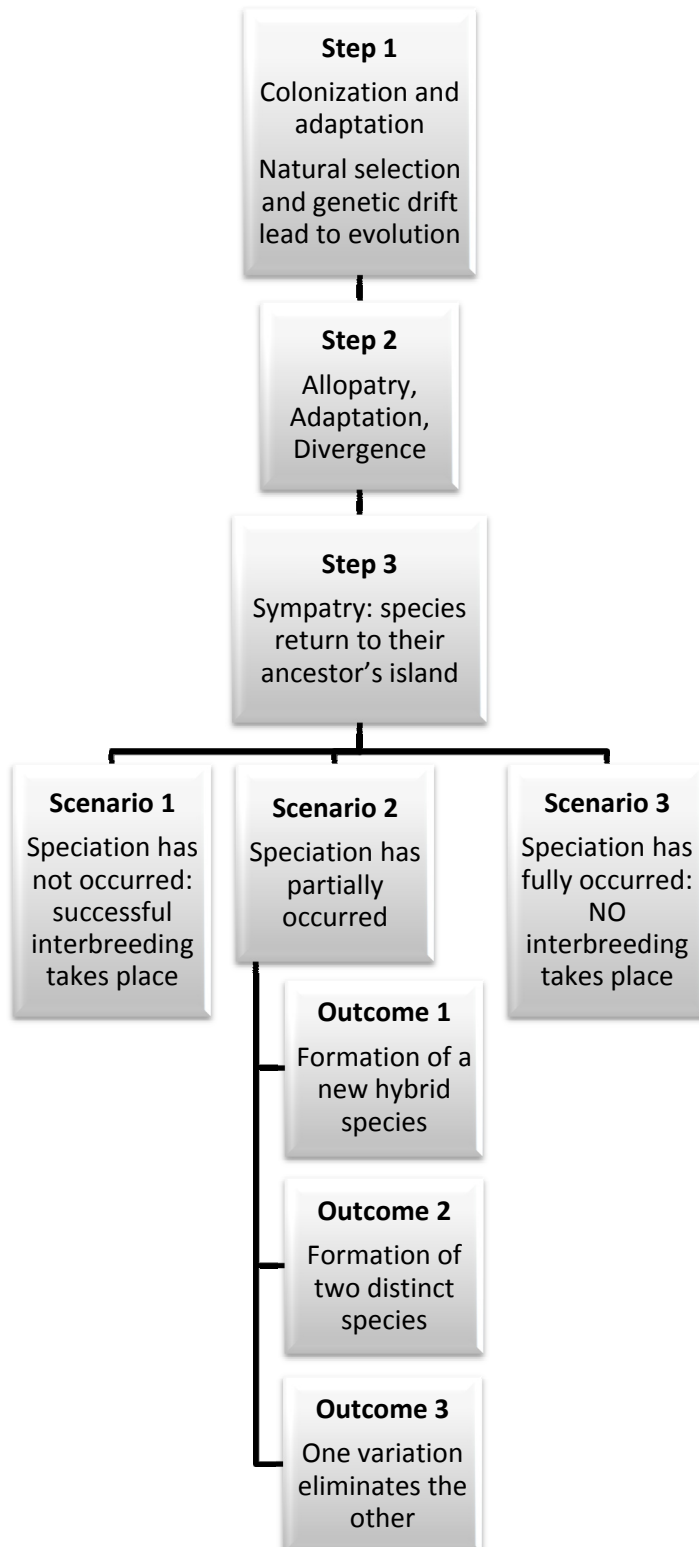 Step 1
Colonization and
adaptation
Natural selection
and genetic drift
lead to evolution
Step 2
Allopatry,
Adaptation,
Divergence
Step 3
Sympatry: species
return to their
ancestor’s island
Scenario 1
Speciation has
not occurred:
successful
interbreeding
takes place
Scenario 2
Speciation has
partially
occurred
Scenario 3
Speciation has
fully occurred:
NO
interbreeding
takes place
Outcome 1
Formation of a
new hybrid
species
Outcome 2
Formation of
two distinct
species
Outcome 3
One variation
eliminates the
other